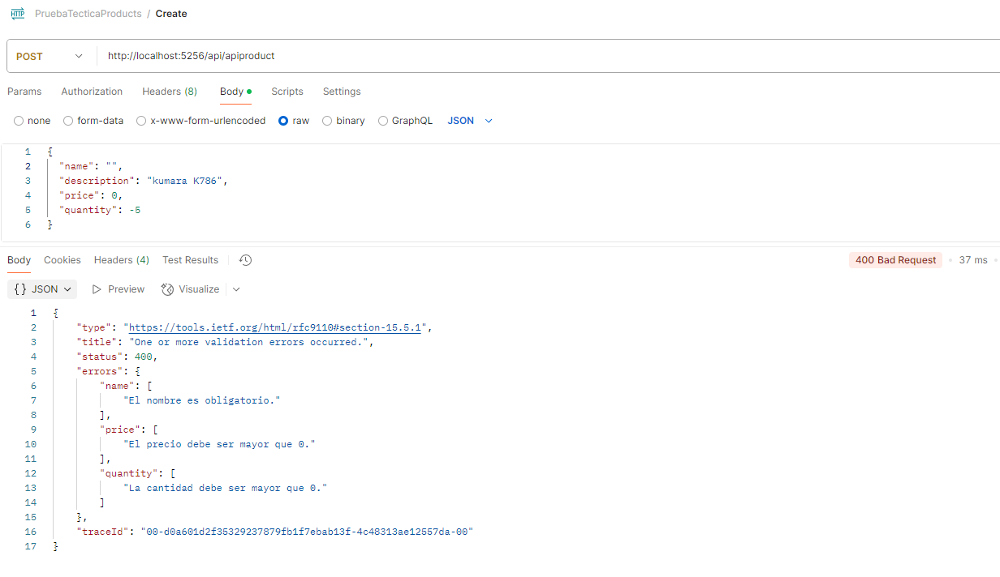 HTTP PruebaTecticaProducts / Create
POST http://localhost:5256/api/apiproduct
Params Authorization Headers (8) Body Scripts Settings
none form-data x-www-form-urlencoded raw binary GraphQL JSON
1 {
2 "name": "",
3 "description": "kumara K786",
4 "price": 0,
5 "quantity": -5
6 }
Body Cookies Headers (4) Test Results 400 Bad Request • 37 ms •
{} JSON Preview Visualize
1 {
2 "type": "https://tools.ietf.org/html/rfc9110#section-15.5.1",
3 "title": "One or more validation errors occurred.",
4 "status": 400,
5 "errors": {
6 "name": [
7 "El nombre es obligatorio."
8 ],
9 "price": [
10 "El precio debe ser mayor que 0."
11 ],
12 "quantity": [
13 "La cantidad debe ser mayor que 0."
14 ]
15 },
16 "traceId": "00-d0a601d2f35329237879fb1f7ebab13f-4c48313ae12557da-00"
17 }